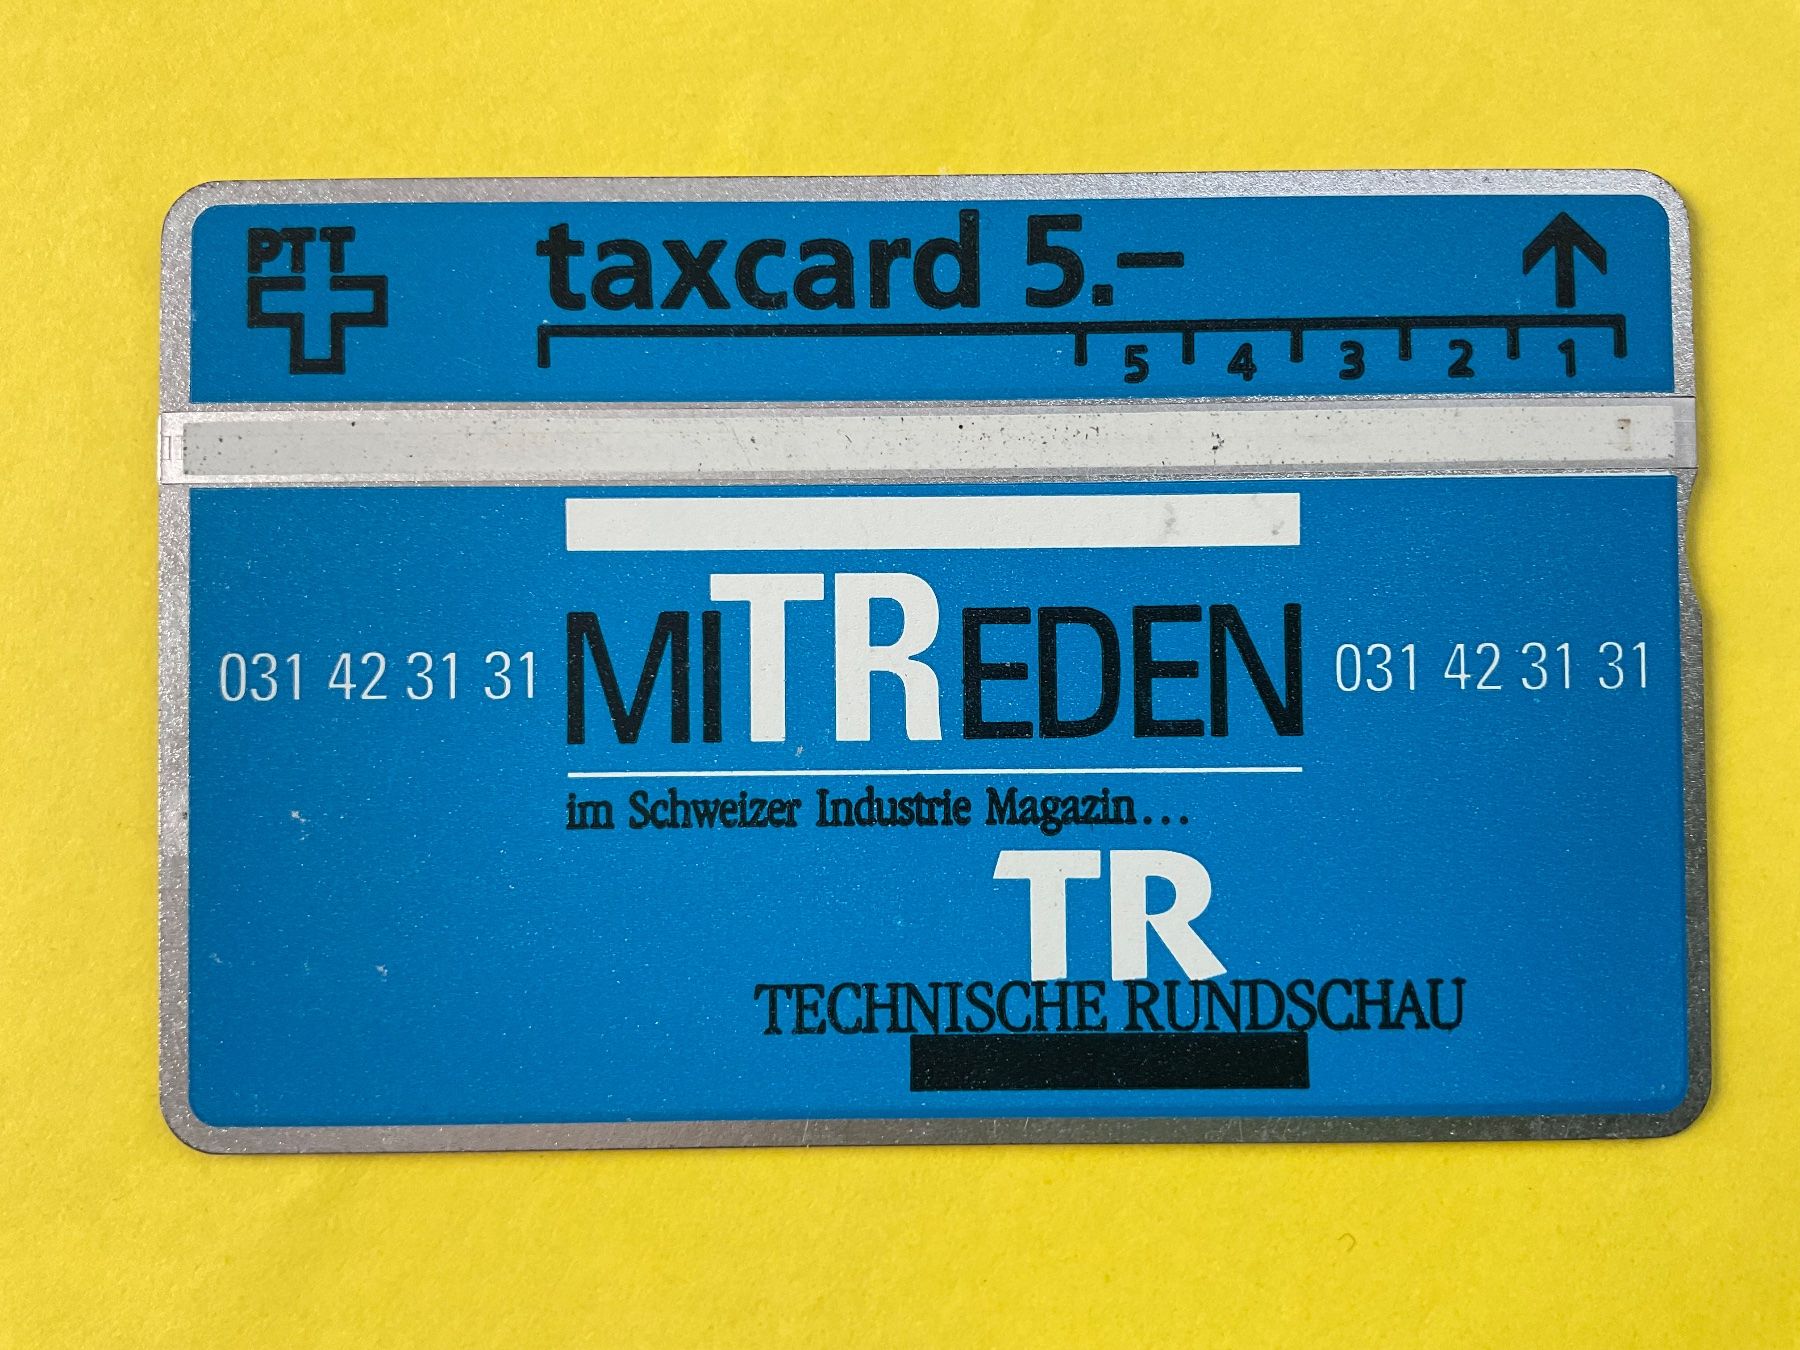 PTT
taxcard 5.–
5 4 3 2 1
031 42 31 31 MITREDEN 031 42 31 31
im Schweizer Industrie Magazin...
TR
TECHNISCHE RUNDSCHAU